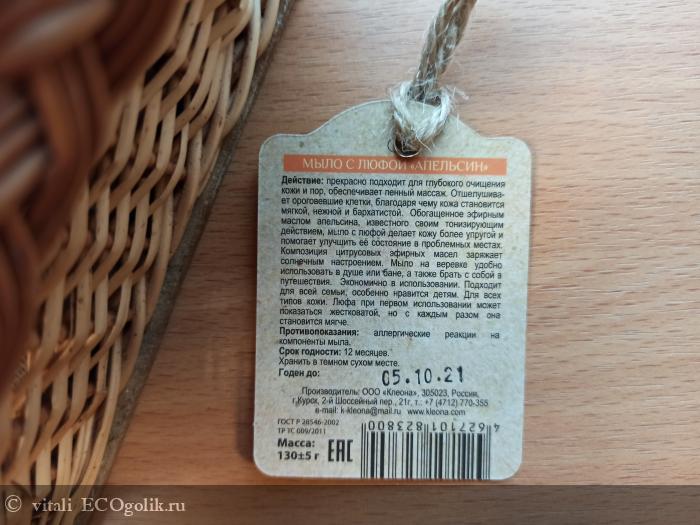 МЫЛО С ЛЮФОЙ «АПЕЛЬСИН»
Действие: прекрасно подходит для глубокого очищения
кожи и пор, обеспечивает пенный массаж. Отшелушива-
ет ороговевшие клетки, благодаря чему кожа становится
мягкой, нежной и бархатистой. Обогащенное эфирным
маслом апельсина, известного своим тонизирующим
действием, мыло с люфой делает кожу более упругой и
помогает улучшить её состояние в проблемных местах.
Композиция цитрусовых эфирных масел заряжает
солнечным настроением. Мыло на веревке удобно
использовать в душе или бане, а также брать с собой в
путешествия. Экономично в использовании. Подходит
для всей семьи, особенно нравится детям. Для всех
типов кожи. Люфа при первом использовании может
показаться жестковатой, но с каждым разом она
становится мягче.
Противопоказания: аллергические реакции на
компоненты мыла.
Срок годности: 12 месяцев.
Хранить в темном сухом месте.
Годен до: 05.10.21
Производитель: ООО «Клеона», 305023, Россия,
г.Курск, 2-й Шоссейный пер., 21г, т.: +7 (4712) 770-355
e-mail: k-kleona@mail.ru www.kleona.com
ГОСТ Р 28546-2002
ТР ТС 009/2011
Масса:
130±5 г
EAC
4 627101 823800
© vitali ECOgolik.ru